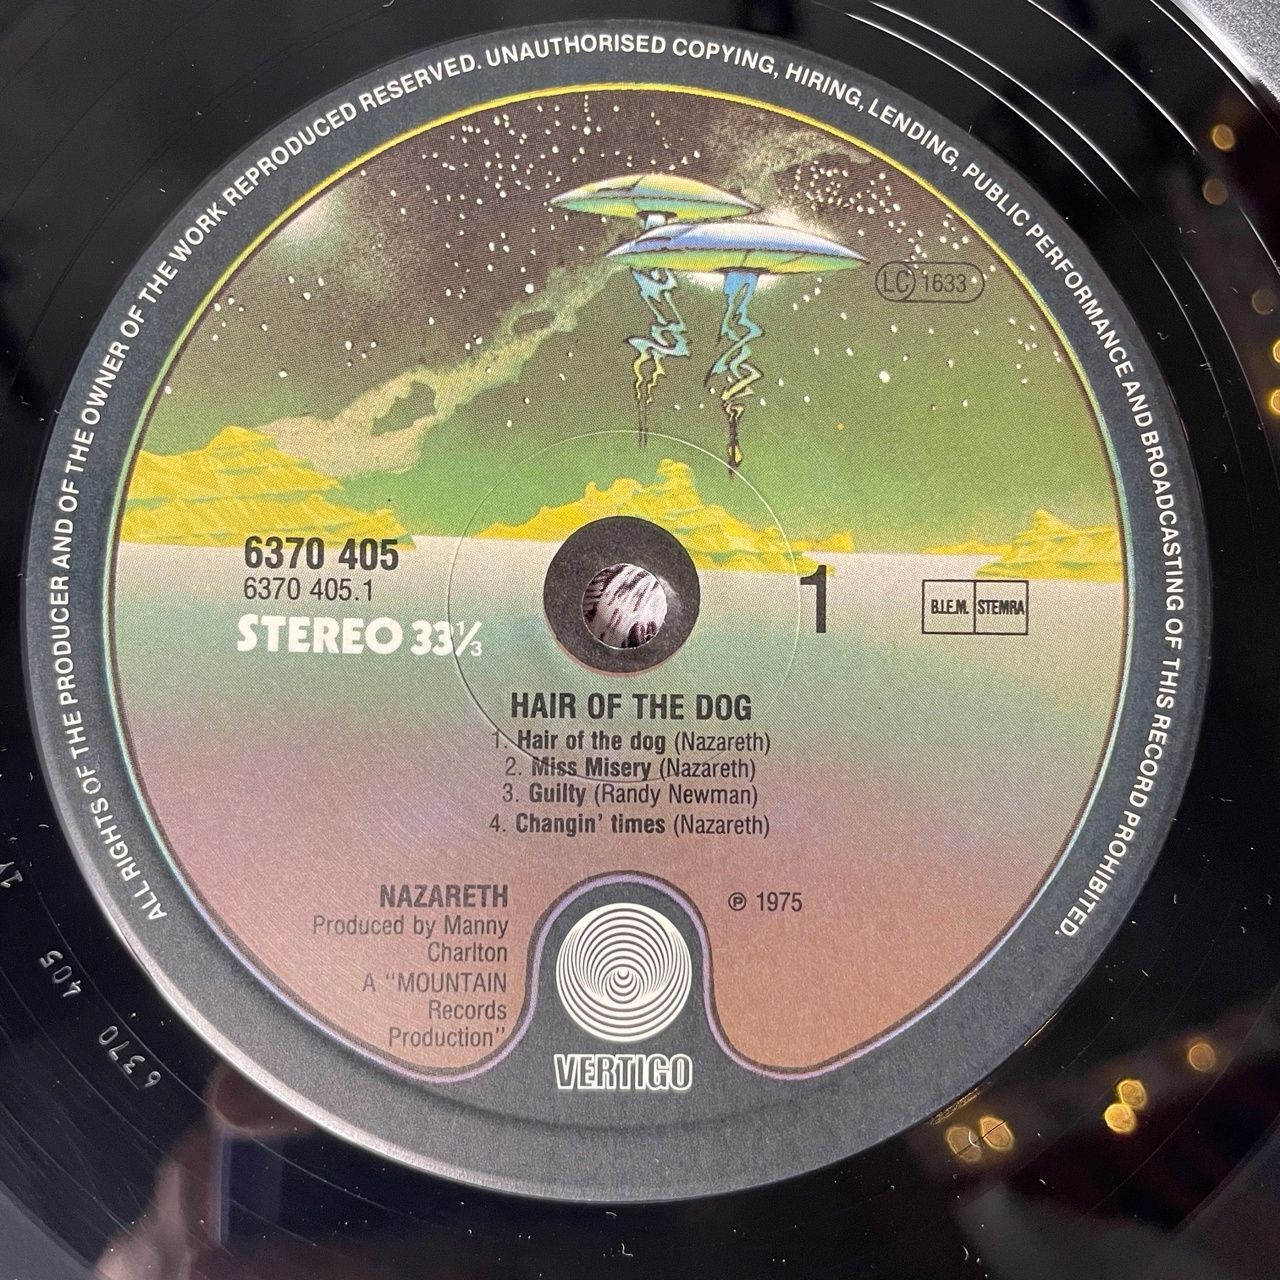 ALL RIGHTS OF THE PRODUCER AND OF THE OWNER OF THE WORK REPRODUCED RESERVED. UNAUTHORISED COPYING, HIRING, LENDING, PUBLIC PERFORMANCE AND BROADCASTING OF THIS RECORD PROHIBITED.
LC 1633
6370 405
6370 405.1
STEREO 33 1/3
1
B.I.E.M. STEMRA
HAIR OF THE DOG
1. Hair of the dog (Nazareth)
2. Miss Misery (Nazareth)
3. Guilty (Randy Newman)
4. Changin' times (Nazareth)
NAZARETH
Produced by Manny
Charlton
A "MOUNTAIN
Records
Production"
℗ 1975
VERTIGO
6370 405